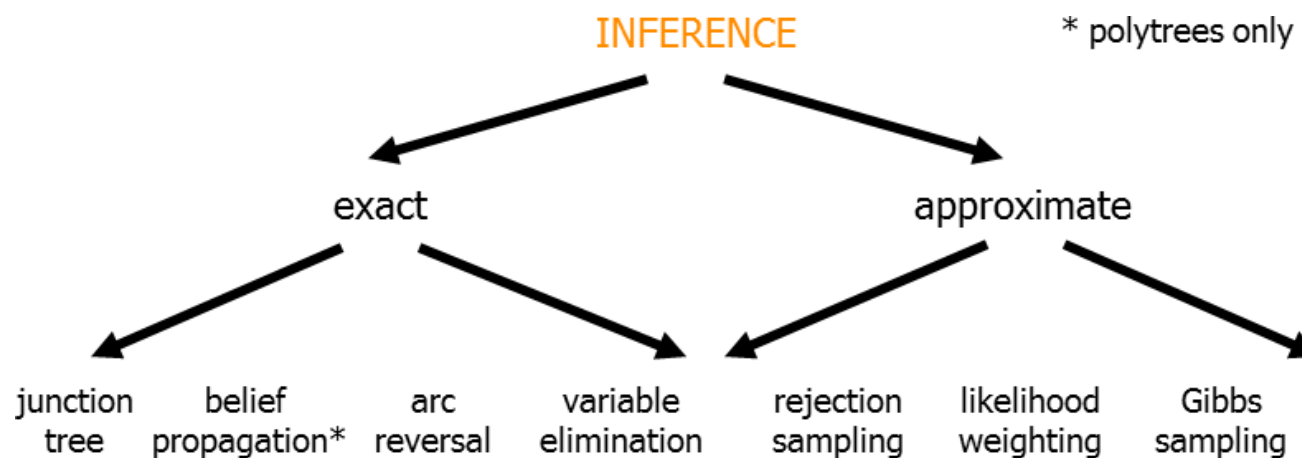 INFERENCE
* polytrees only
exact
approximate
junction
tree
belief
propagation*
arc
reversal
variable
elimination
rejection
sampling
likelihood
weighting
Gibbs
sampling